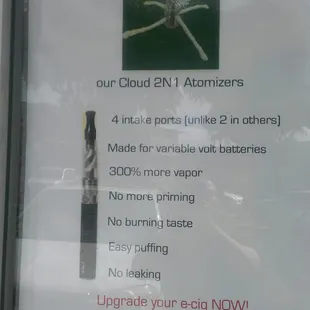 our Cloud 2N1 Atomizers
4 intake ports (unlike 2 in others)
Made for variable volt batteries
300% more vapor
No more priming
No burning taste
Easy puffing
No leaking
Upgrade your e-cig NOW!